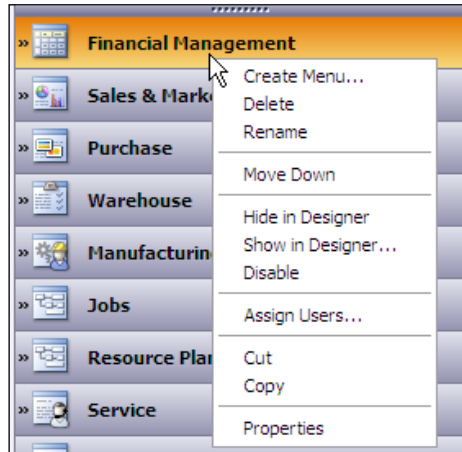 Financial Management
Sales & Mark
Purchase
Warehouse
Manufacturin
Jobs
Resource Plan
Service
Create Menu...
Delete
Rename
Move Down
Hide in Designer
Show in Designer...
Disable
Assign Users...
Cut
Copy
Properties